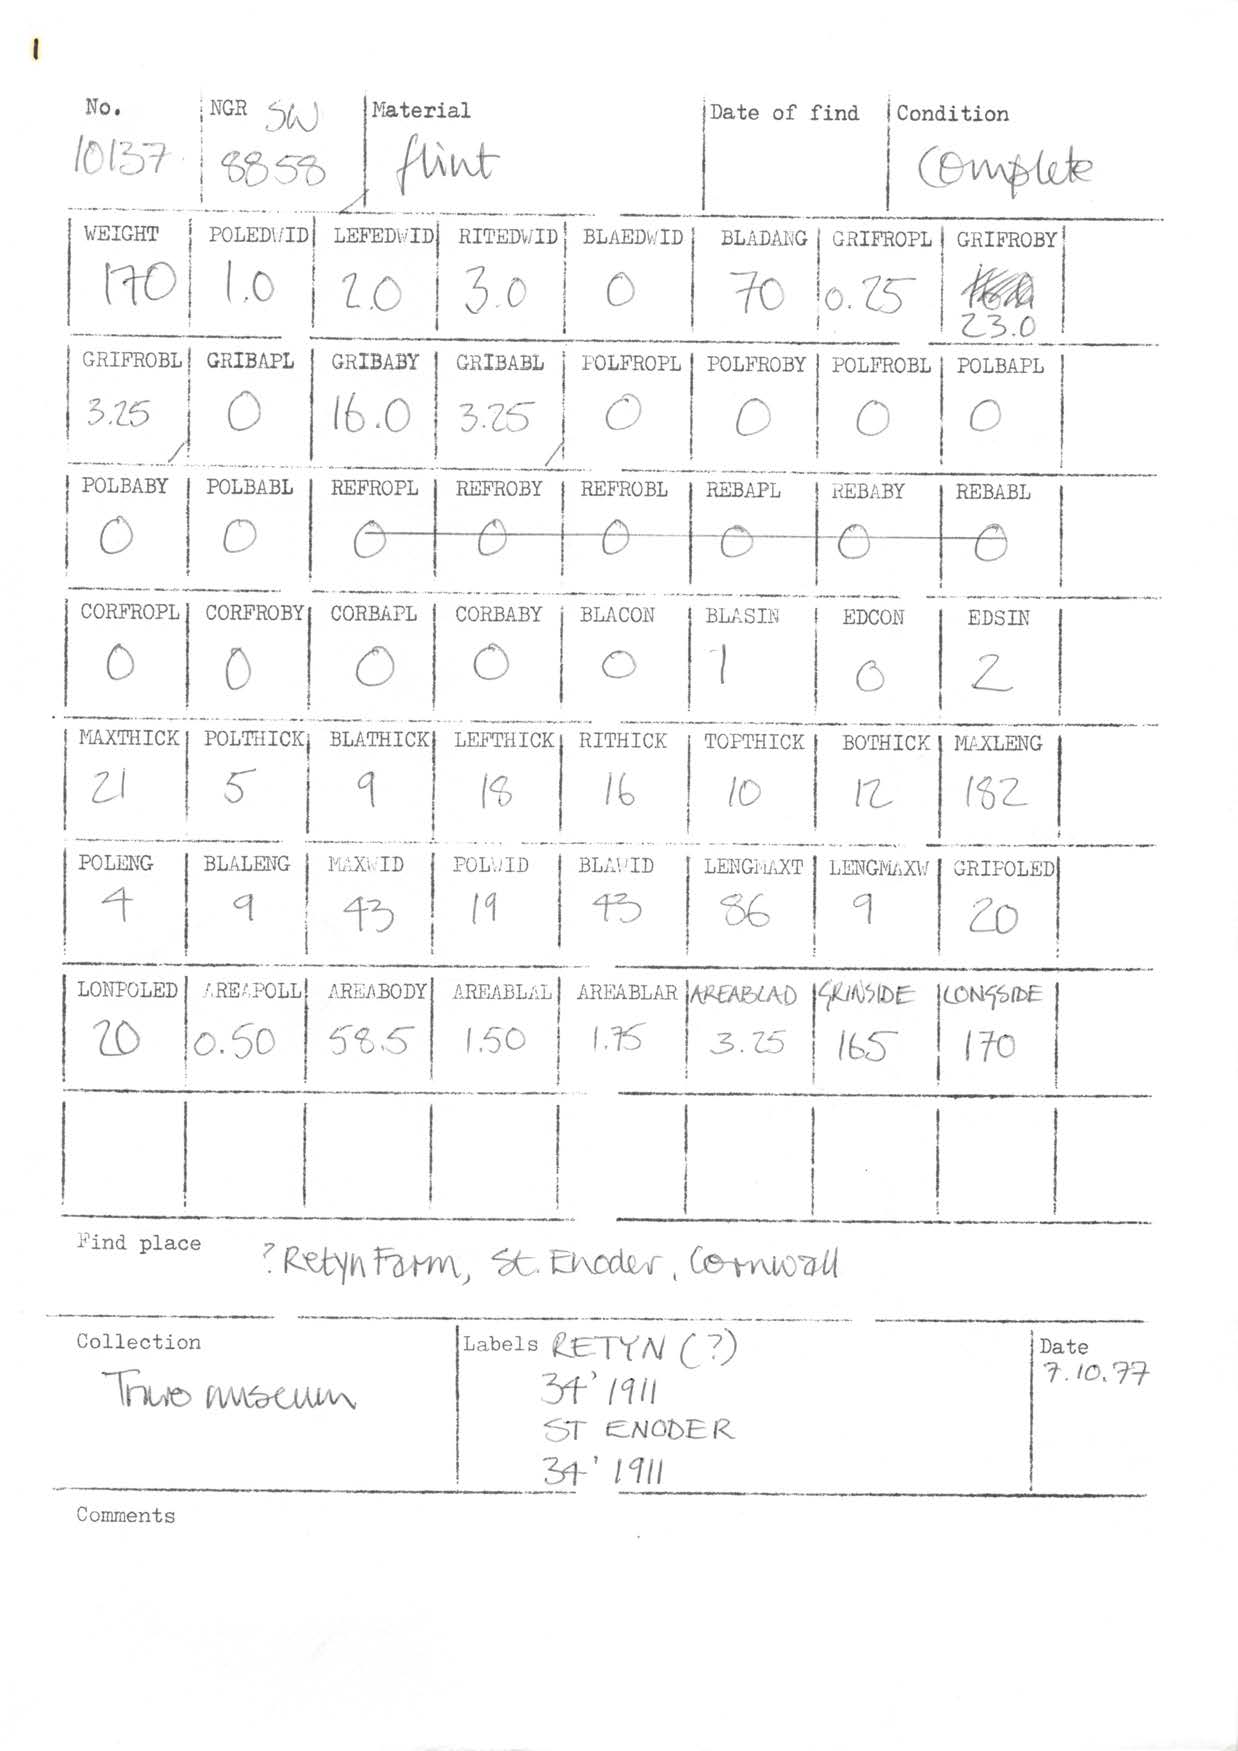 1
No. NGR SW Material Date of find Condition
10137 8858 flint Complete
WEIGHT POLEDWID LEFEDWID RITEDWID BLAEDWID BLADANG GRIFROPL GRIFROBY
170 1.0 2.0 3.0 0 70 0.25
23.0
GRIFROBL GRIBAPL GRIBABY GRIBABL POLFROPL POLFROBY POLFROBL POLBAPL
3.25 0 16.0 3.25 0 0 0 0
POLBABY POLBABL REFROPL REFROBY REFROBL REBAPL REBABY REBABL
0 0 0 0 0 0 0 0
CORFROPL CORFROBY CORBAPL CORBABY BLACON BLASIN EDCON EDSIN
0 0 0 0 0 1 0 2
MAXTHICK POLTHICK BLATHICK LEFTHICK RITHICK TOPTHICK BOTHICK MAXLENG
21 5 9 18 16 10 12 182
POLENG BLALENG MAXWID POLWID BLAWID LENGMAXT LENGMAXW GRIPOLED
4 9 43 19 43 86 9 20
LONPOLED AREAPOLL AREABODY AREABLAL AREABLAR AREABLAD GRINSIDE LONGSIDE
20 0.50 58.5 1.50 1.75 3.25 165 170
Find place ? Retyn Farm, St. Enoder, Cornwall
Collection Labels RETYN (?) Date
Truro museum 34' 1911 7.10.77
ST ENODER
34' 1911
Comments